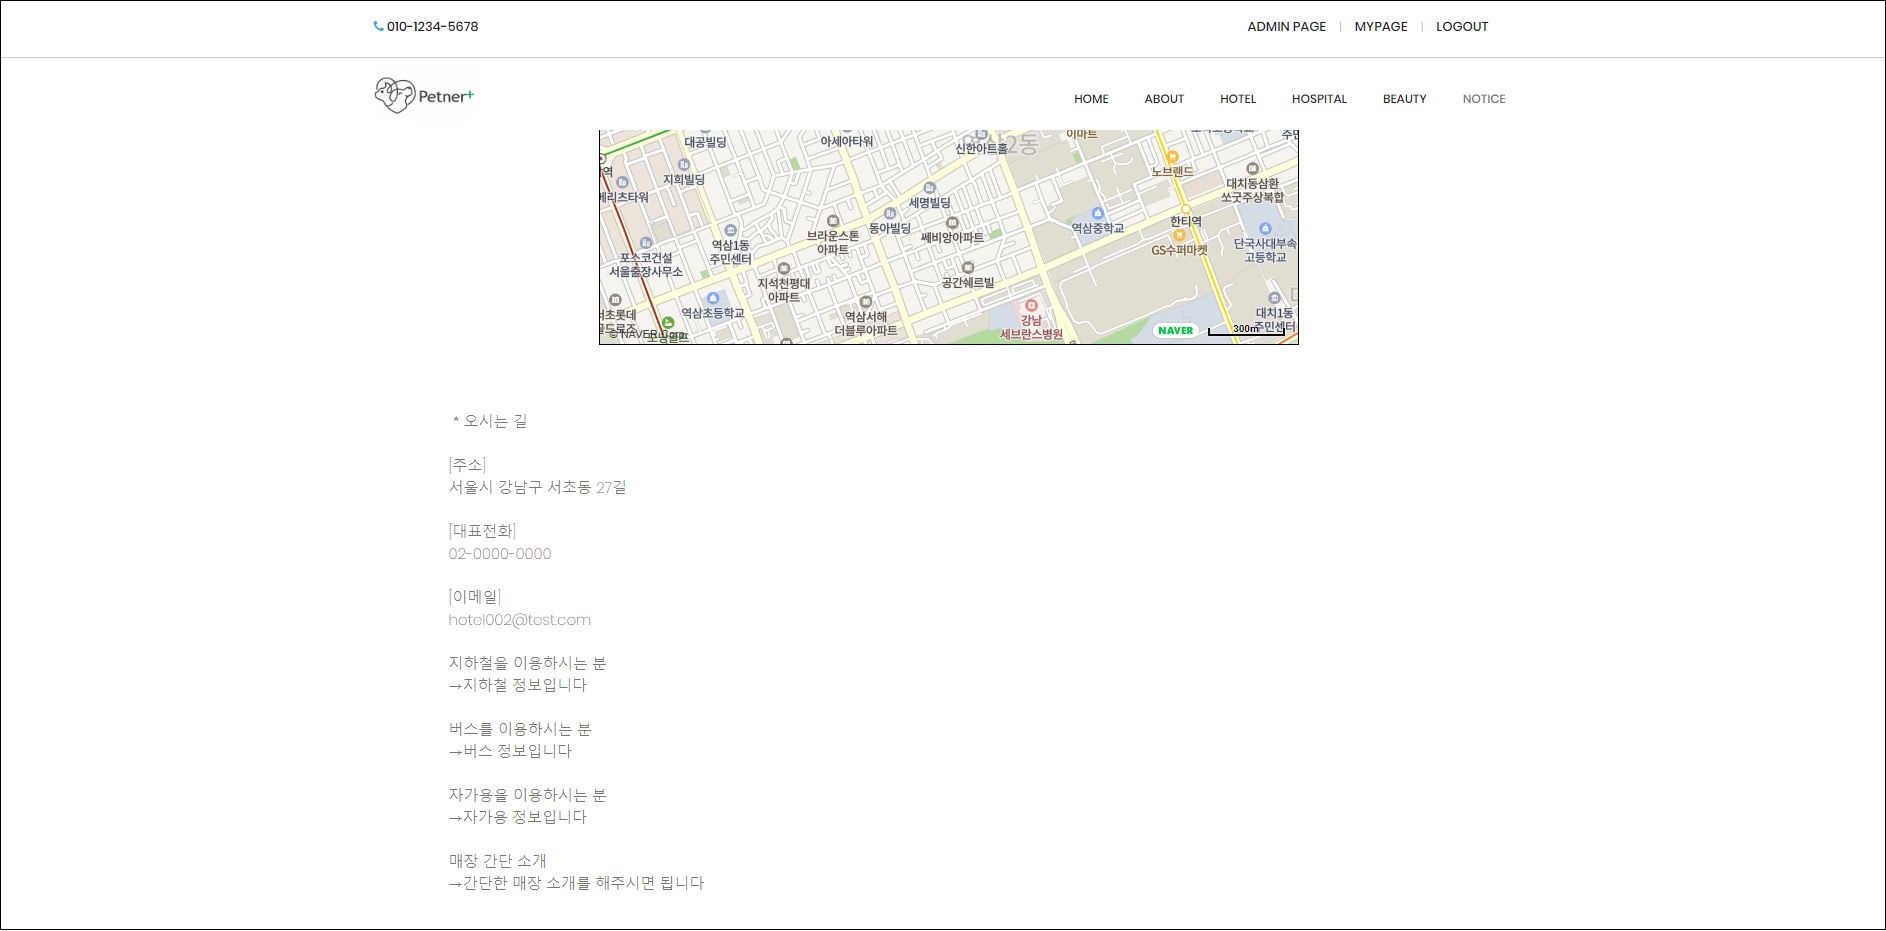 010-1234-5678
ADMIN PAGE | MYPAGE | LOGOUT
Petner+
HOME ABOUT HOTEL HOSPITAL BEAUTY NOTICE
대공빌딩
아세아타워
신한아트홀
이마트
지희빌딩
노브랜드
대치동삼환
쏘굿주상복합
메리츠타워
세명빌딩
브라운스톤
아파트
동아빌딩
쎄비앙아파트
역삼중학교
한티역
GS수퍼마켓
단국사대부속
고등학교
역삼1동
주민센터
포스코건설
서울출장사무소
지석천평대
아파트
공간쉐르빌
역삼초등학교
역삼서해
더블루아파트
강남
세브란스병원
대치1동
주민센터
© NAVER Corp.
NAVER
300m
* 오시는 길
[주소]
서울시 강남구 서초동 27길
[대표전화]
02-0000-0000
[이메일]
hotel002@test.com
지하철을 이용하시는 분
→지하철 정보입니다
버스를 이용하시는 분
→버스 정보입니다
자가용을 이용하시는 분
→자가용 정보입니다
매장 간단 소개
→간단한 매장 소개를 해주시면 됩니다